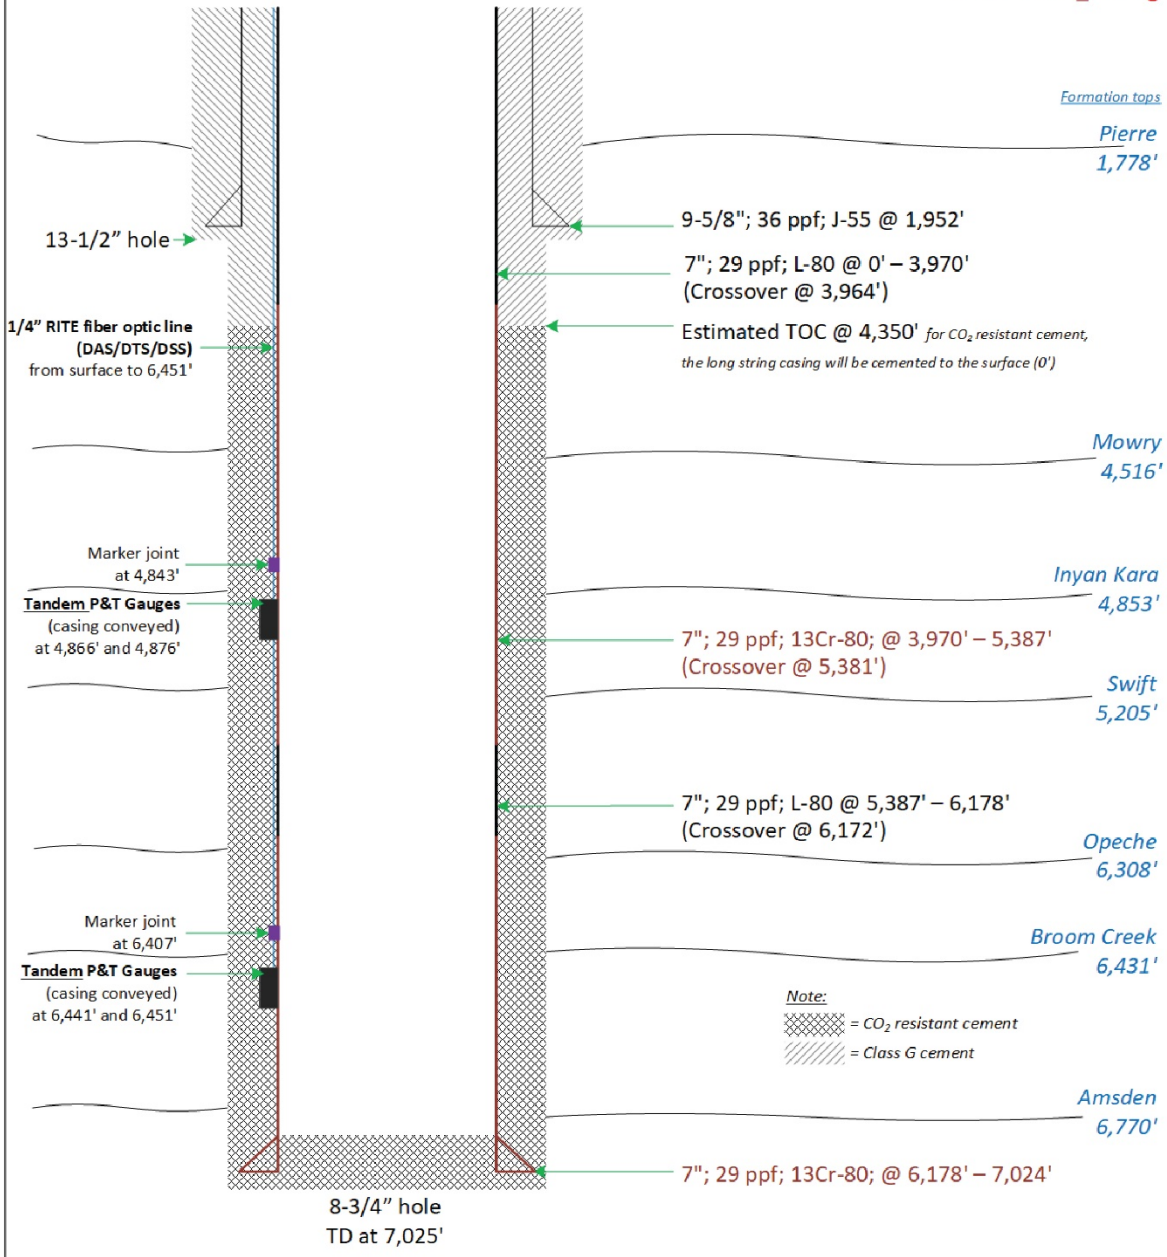 Formation tops
Pierre
1,778'
9-5/8"; 36 ppf; J-55 @ 1,952'
13-1/2" hole
7"; 29 ppf; L-80 @ 0' – 3,970'
(Crossover @ 3,964')
1/4" RITE fiber optic line
(DAS/DTS/DSS)
from surface to 6,451'
Estimated TOC @ 4,350' for CO₂ resistant cement,
the long string casing will be cemented to the surface (0')
Mowry
4,516'
Marker joint
at 4,843'
Inyan Kara
4,853'
Tandem P&T Gauges
(casing conveyed)
at 4,866' and 4,876'
7"; 29 ppf; 13Cr-80; @ 3,970' – 5,387'
(Crossover @ 5,381')
Swift
5,205'
7"; 29 ppf; L-80 @ 5,387' – 6,178'
(Crossover @ 6,172')
Opeche
6,308'
Marker joint
at 6,407'
Broom Creek
6,431'
Tandem P&T Gauges
(casing conveyed)
at 6,441' and 6,451'
Note:
= CO₂ resistant cement
= Class G cement
Amsden
6,770'
7"; 29 ppf; 13Cr-80; @ 6,178' – 7,024'
8-3/4" hole
TD at 7,025'